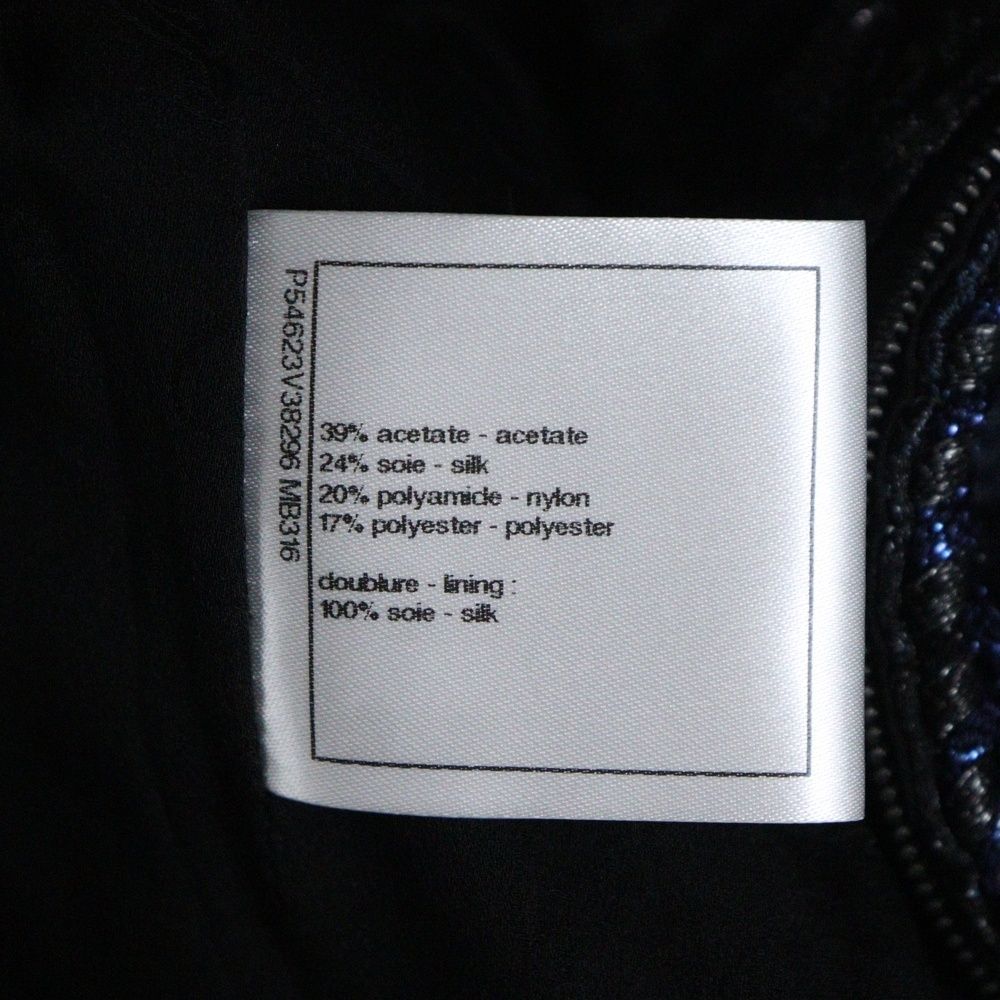 P54623V38296 MB316
39% acetate - acetate
24% soie - silk
20% polyamide - nylon
17% polyester - polyester
doublure - lining :
100% soie - silk